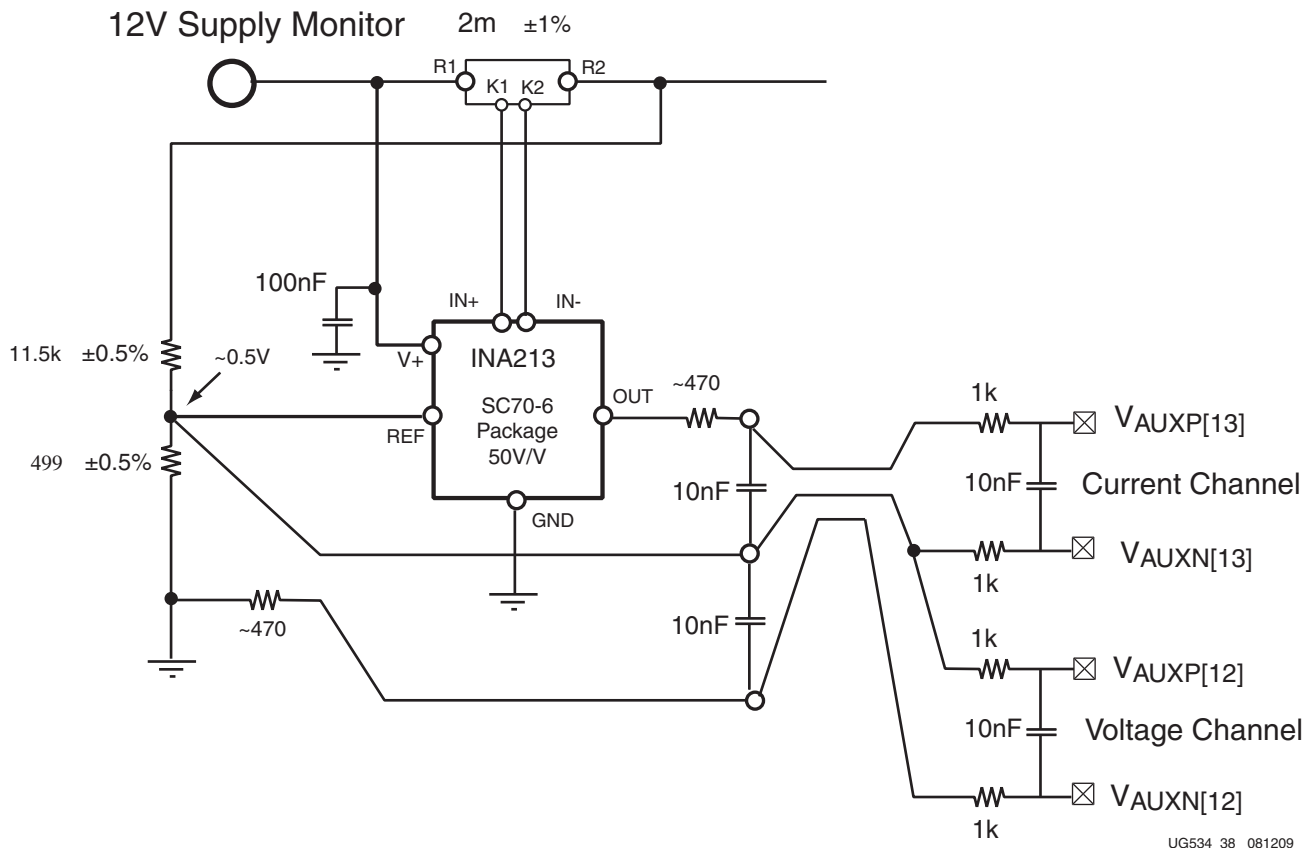 12V Supply Monitor
2m ±1%
R1
R2
K1 K2
100nF
IN+
IN-
11.5k ±0.5%
~0.5V
V+
INA213
~470
1k
VAUXP[13]
OUT
SC70-6
Package
50V/V
REF
499 ±0.5%
10nF
10nF
Current Channel
GND
VAUXN[13]
1k
~470
10nF
1k
VAUXP[12]
10nF
Voltage Channel
VAUXN[12]
1k
UG534_38_081209